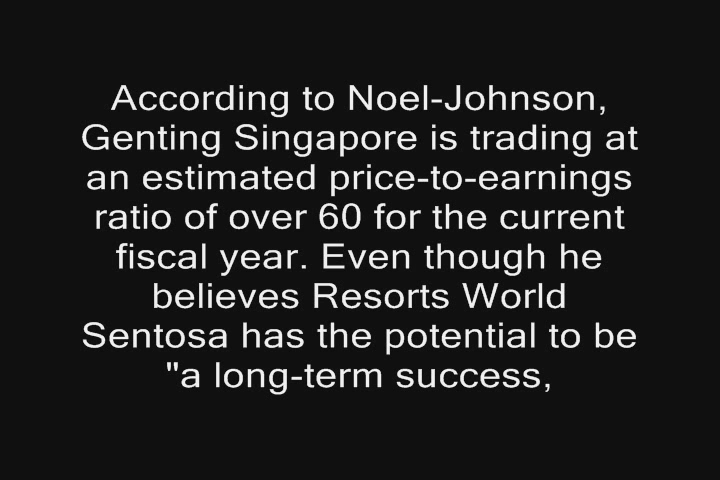 According to Noel-Johnson,
Genting Singapore is trading at
an estimated price-to-earnings
ratio of over 60 for the current
fiscal year. Even though he
believes Resorts World
Sentosa has the potential to be
"a long-term success,